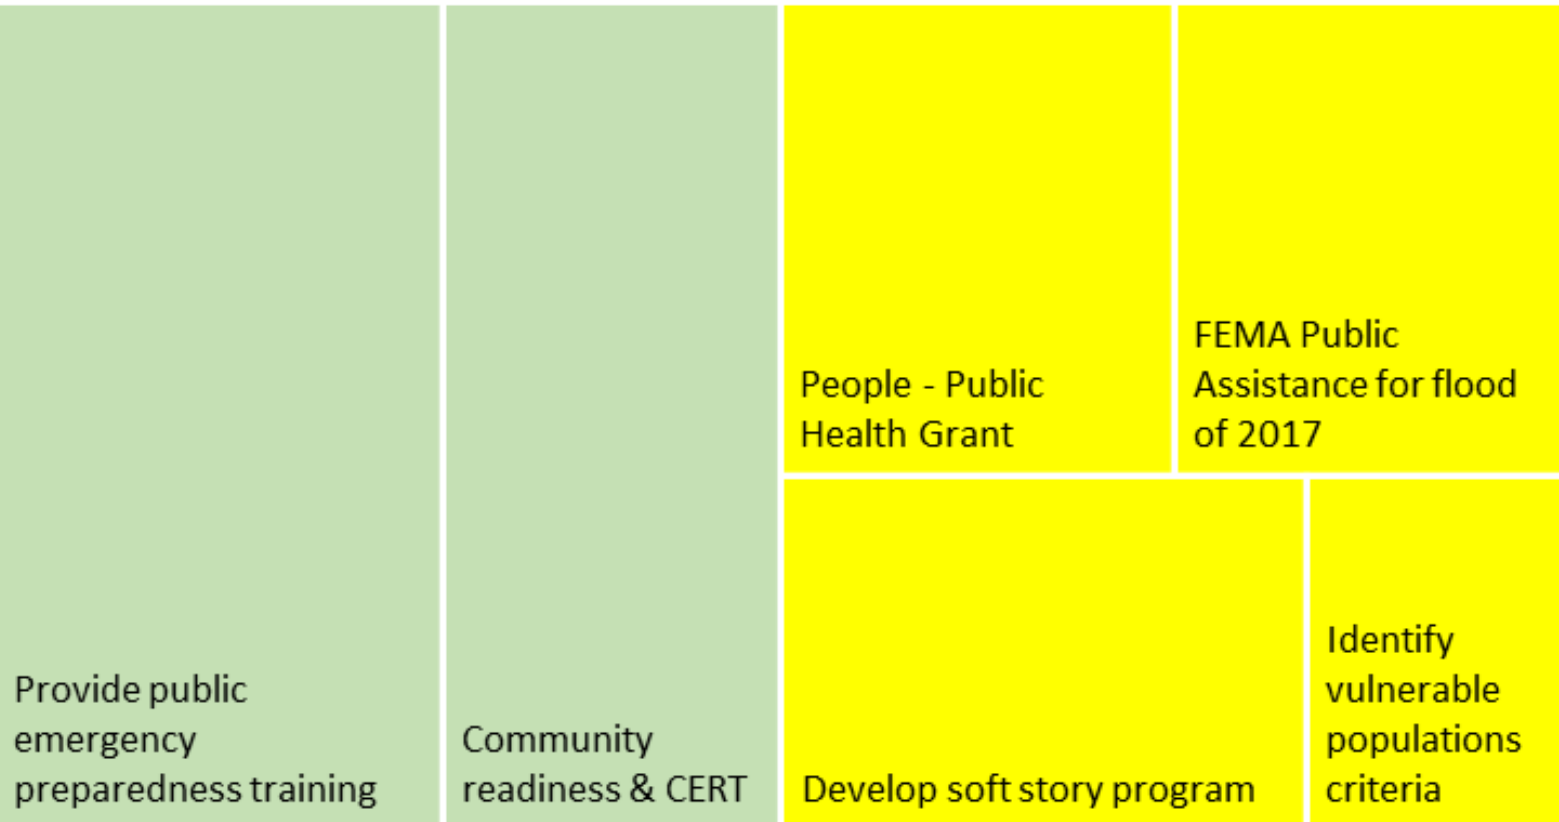 Provide public
emergency
preparedness training
Community
readiness & CERT
People - Public
Health Grant
FEMA Public
Assistance for flood
of 2017
Develop soft story program
Identify
vulnerable
populations
criteria